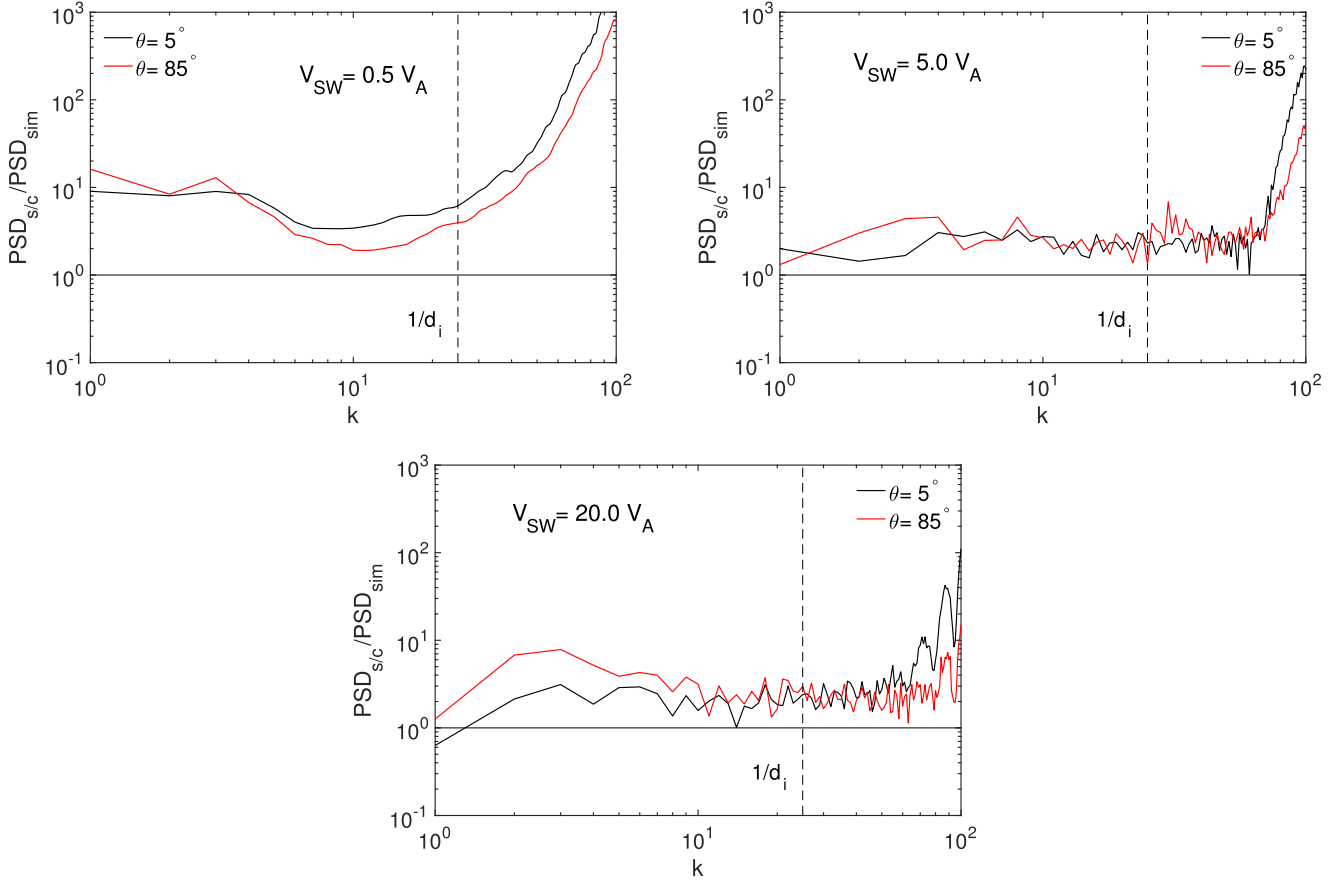 10^3
10^2
10^1
10^0
10^-1
PSD_s/c/PSD_sim
θ= 5°
θ= 85°
V_SW= 0.5 V_A
1/d_i
10^0
10^1
10^2
k
10^3
10^2
10^1
10^0
10^-1
PSD_s/c/PSD_sim
V_SW= 5.0 V_A
θ= 5°
θ= 85°
1/d_i
10^0
10^1
10^2
k
10^3
10^2
10^1
10^0
10^-1
PSD_s/c/PSD_sim
V_SW= 20.0 V_A
θ= 5°
θ= 85°
1/d_i
10^0
10^1
10^2
k